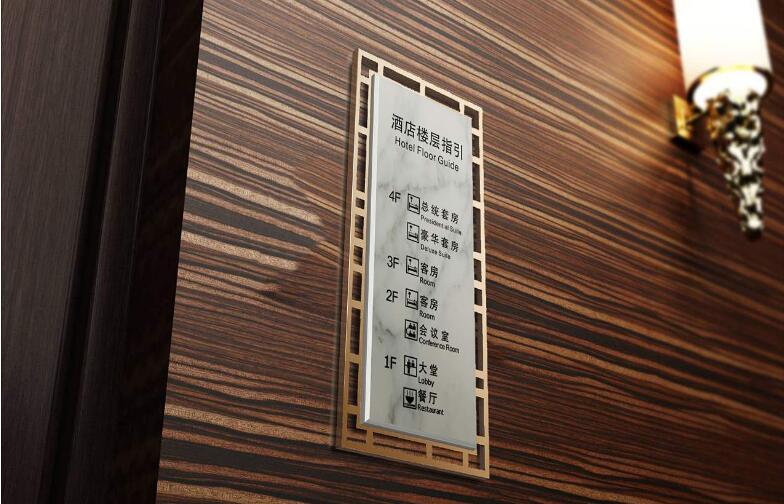 酒店楼层指引
Hotel Floor Guide
4F 总统套房
Presidential Suite
豪华套房
Deluxe Suite
3F 客房
Room
2F 客房
Room
会议室
Conference Room
1F 大堂
Lobby
餐厅
Restaurant